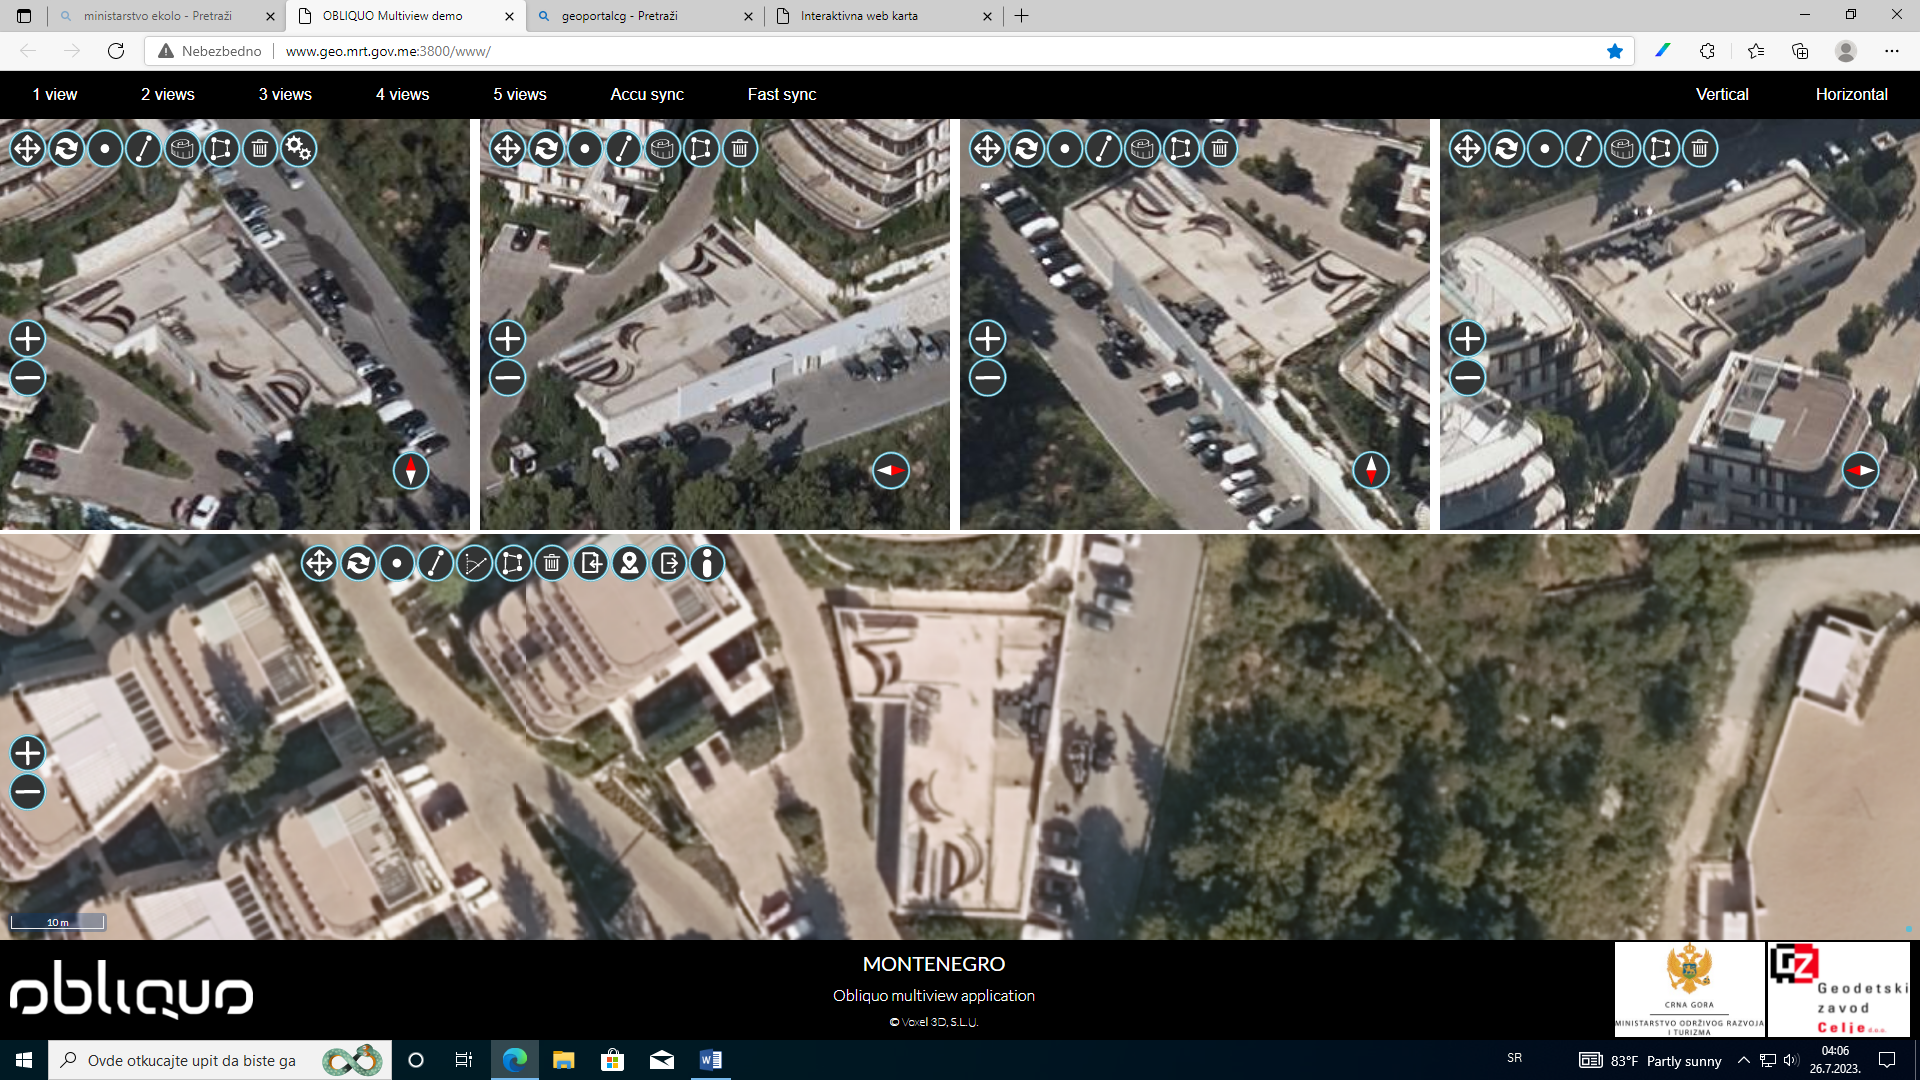 ministarstvo ekolo - Pretraži
OBLIQUO Multiview demo
geoportalcg - Pretraži
Interaktivna web karta
Nebezbedno
www.geo.mrt.gov.me:3800/www/
1 view
2 views
3 views
4 views
5 views
Accu sync
Fast sync
Vertical
Horizontal
10 m
obliquo
MONTENEGRO
Obliquo multiview application
© Voxel 3D, S.L.U.
CRNA GORA
MINISTARSTVO ODRŽIVOG RAZVOJA
I TURIZMA
GZ
Geodetski
zavod
Celje d.o.o.
Ovde otkucajte upit da biste ga
SR
83°F Partly sunny
04:06
26.7.2023.